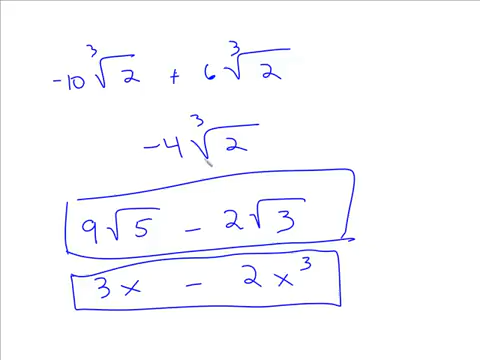 -10∛2 + 6∛2
-4∛2
9√5 - 2√3
3x - 2x³